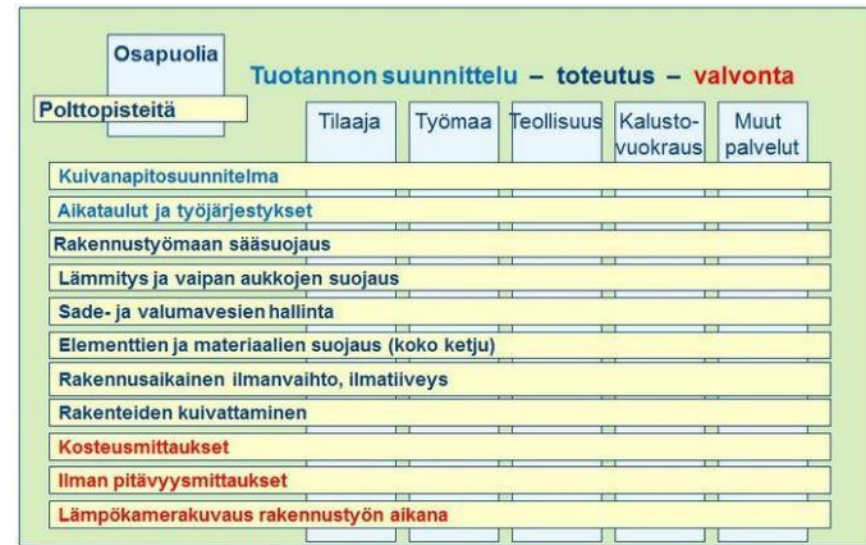 Osapuolia
Tuotannon suunnittelu – toteutus – valvonta
Polttopisteitä
Tilaaja
Työmaa
Teollisuus
Kalusto-
vuokraus
Muut
palvelut
Kuivanapitosuunnitelma
Aikataulut ja työjärjestykset
Rakennustyömaan sääsuojaus
Lämmitys ja vaipan aukkojen suojaus
Sade- ja valumavesien hallinta
Elementtien ja materiaalien suojaus (koko ketju)
Rakennusaikainen ilmanvaihto, ilmatiiveys
Rakenteiden kuivattaminen
Kosteusmittaukset
Ilman pitävyysmittaukset
Lämpökamerakuvaus rakennustyön aikana